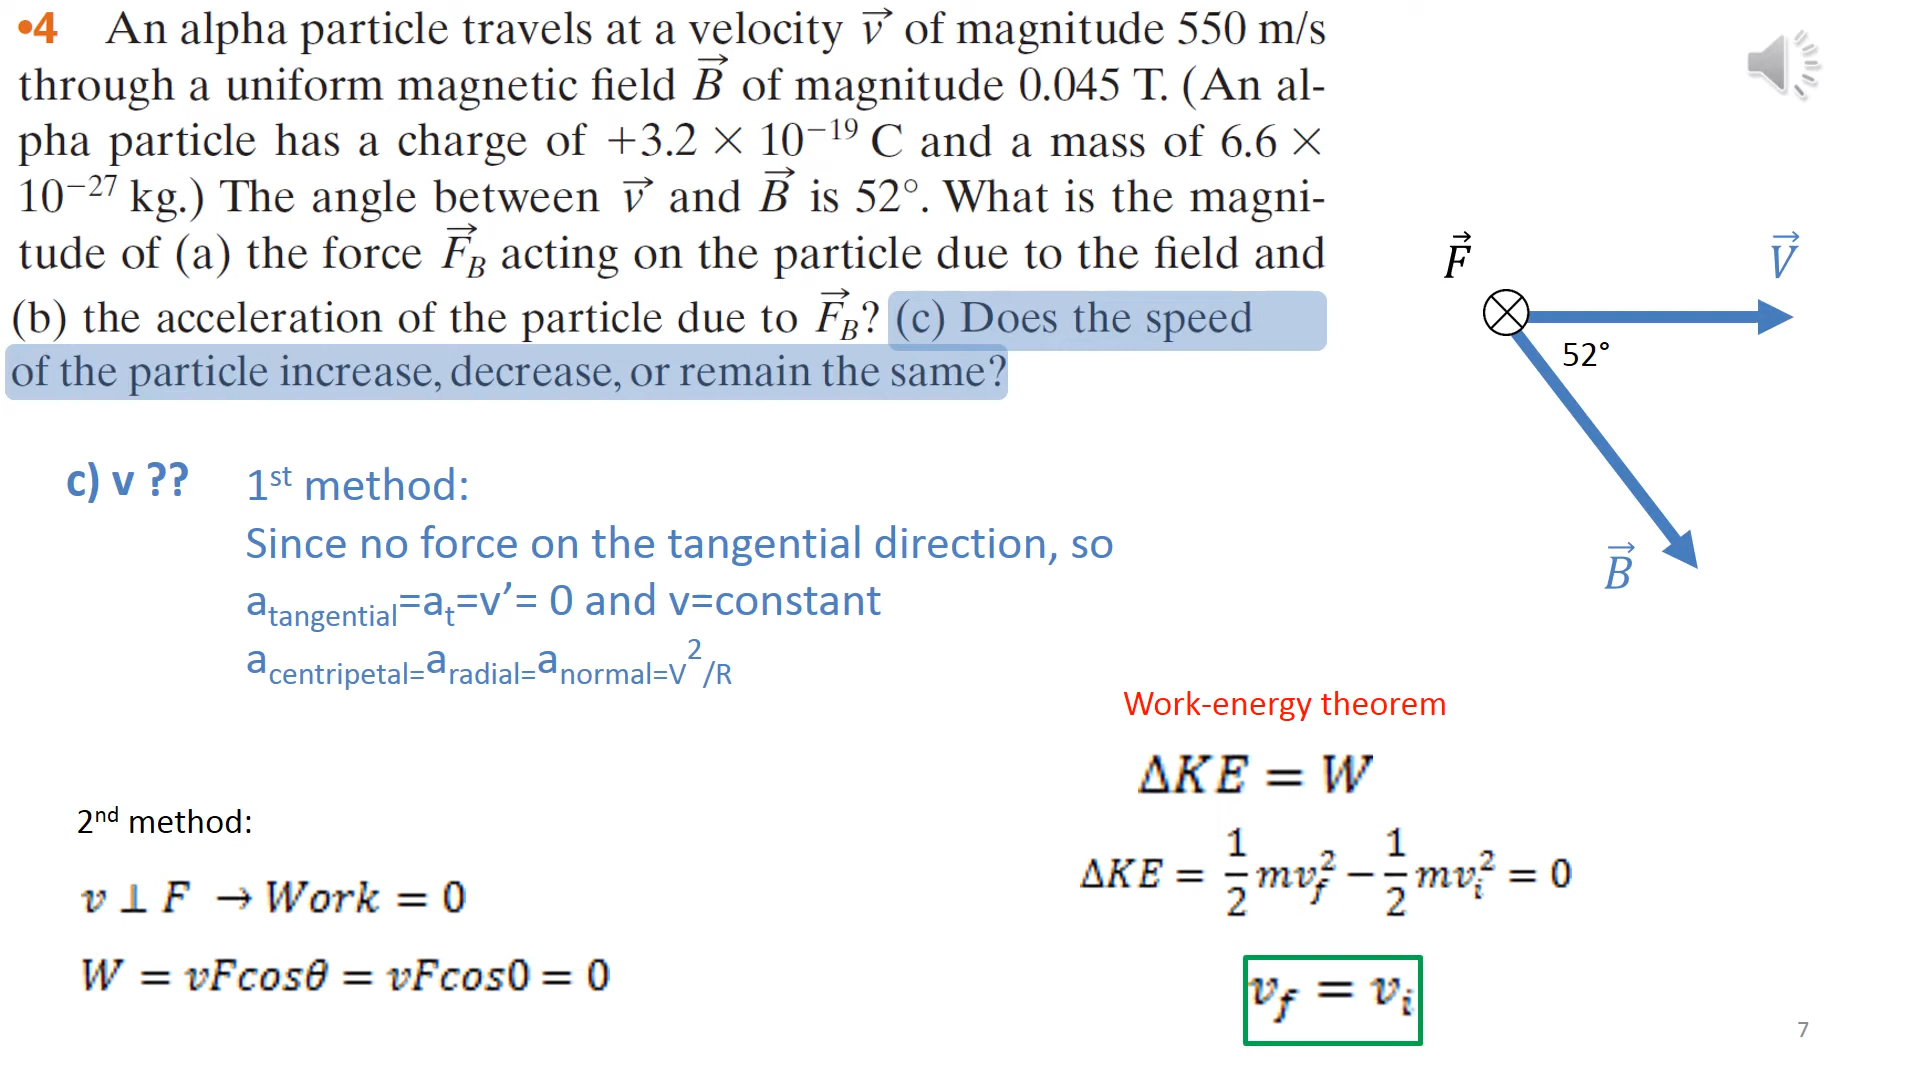 •4 An alpha particle travels at a velocity v⃗ of magnitude 550 m/s
through a uniform magnetic field B⃗ of magnitude 0.045 T. (An al-
pha particle has a charge of +3.2 × 10⁻¹⁹ C and a mass of 6.6 ×
10⁻²⁷ kg.) The angle between v⃗ and B⃗ is 52°. What is the magni-
tude of (a) the force F⃗_B acting on the particle due to the field and
(b) the acceleration of the particle due to F⃗_B? (c) Does the speed
of the particle increase, decrease, or remain the same?
F⃗
V⃗
52°
B⃗
c) v ??
1st method:
Since no force on the tangential direction, so
a_tangential=a_t=v’= 0 and v=constant
a_centripetal=a_radial=a_normal=V²/R
2nd method:
v ⊥ F → Work = 0
W = vFcosθ = vFcos0 = 0
Work-energy theorem
ΔKE = W
ΔKE = 1/2 mv_f² − 1/2 mv_i² = 0
v_f = v_i
7